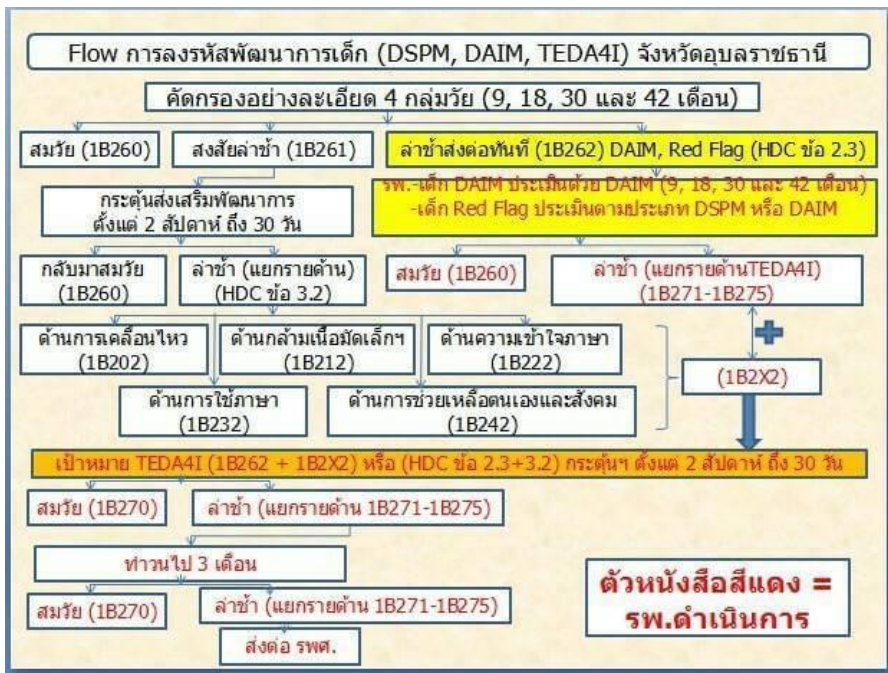 Flow การลงรหัสพัฒนาการเด็ก (DSPM, DAIM, TEDA4I) จังหวัดอุบลราชธานี
คัดกรองอย่างละเอียด 4 กลุ่มวัย (9, 18, 30 และ 42 เดือน)
สมวัย (1B260)
สงสัยล่าช้า (1B261)
ล่าช้าส่งต่อทันที (1B262) DAIM, Red Flag (HDC ข้อ 2.3)
รพ.-เด็ก DAIM ประเมินด้วย DAIM (9, 18, 30 และ 42 เดือน)
-เด็ก Red Flag ประเมินตามประเภท DSPM หรือ DAIM
กระตุ้นส่งเสริมพัฒนาการ
ตั้งแต่ 2 สัปดาห์ ถึง 30 วัน
กลับมาสมวัย
(1B260)
ล่าช้า (แยกรายด้าน)
(HDC ข้อ 3.2)
สมวัย (1B260)
ล่าช้า (แยกรายด้านTEDA4I)
(1B271-1B275)
ด้านการเคลื่อนไหว
(1B202)
ด้านกล้ามเนื้อมัดเล็กฯ
(1B212)
ด้านความเข้าใจภาษา
(1B222)
(1B2X2)
ด้านการใช้ภาษา
(1B232)
ด้านการช่วยเหลือตนเองและสังคม
(1B242)
เป้าหมาย TEDA4I (1B262 + 1B2X2) หรือ (HDC ข้อ 2.3+3.2) กระตุ้นฯ ตั้งแต่ 2 สัปดาห์ ถึง 30 วัน
สมวัย (1B270)
ล่าช้า (แยกรายด้าน 1B271-1B275)
ทำวนไป 3 เดือน
สมวัย (1B270)
ล่าช้า (แยกรายด้าน 1B271-1B275)
ส่งต่อ รพศ.
ตัวหนังสือสีแดง =
รพ.ดำเนินการ